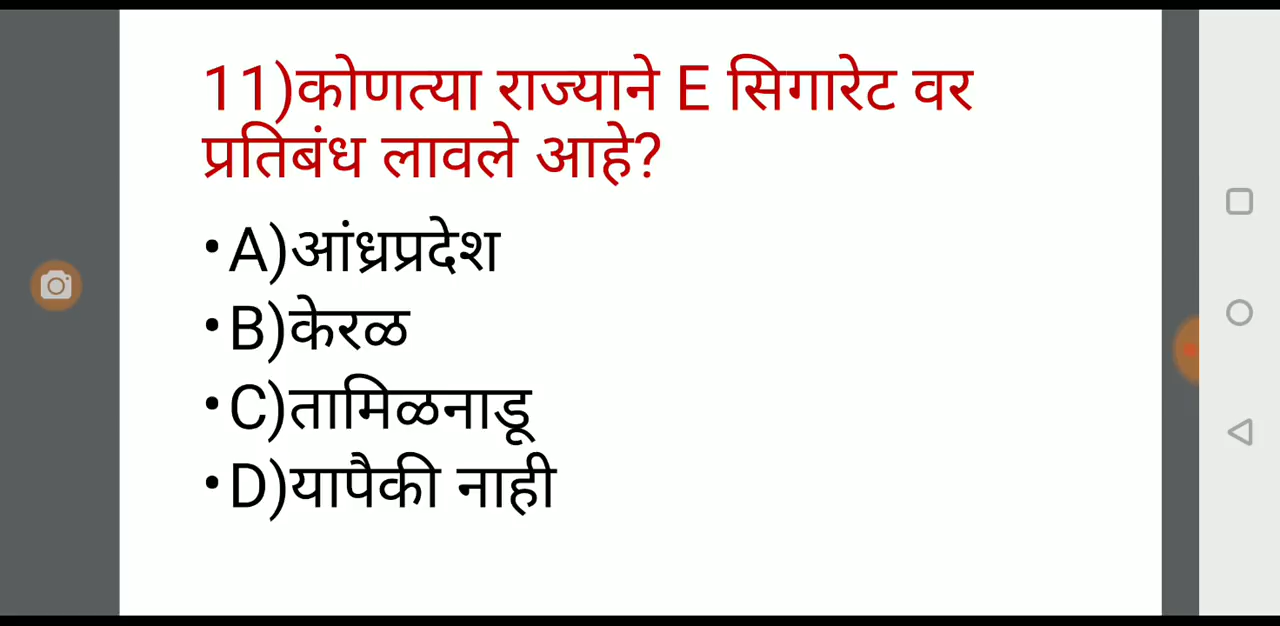 11)कोणत्या राज्याने E सिगारेट वर
प्रतिबंध लावले आहे?
•A)आंध्रप्रदेश
•B)केरळ
•C)तामिळनाडू
•D)यापैकी नाही